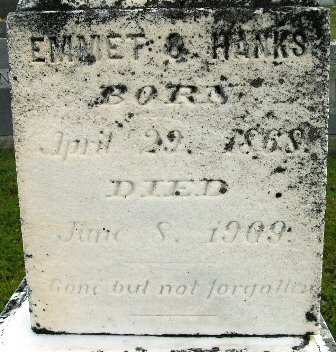 EMMET O. HANKS
BORN
April 29, 1868
DIED
June 8, 1909.
Gone but not forgotten